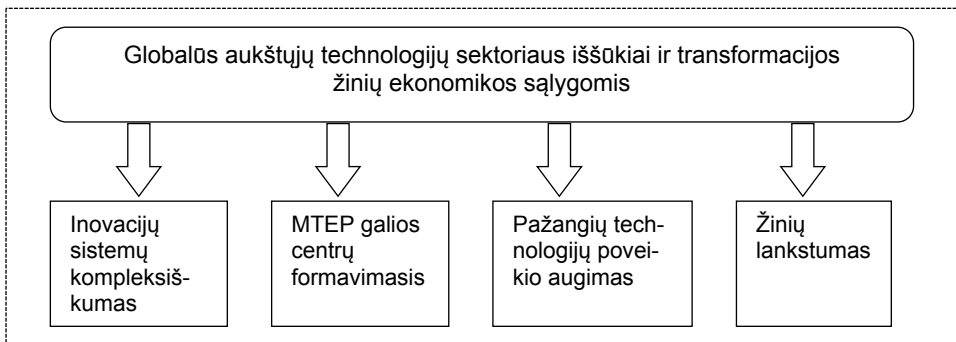 Globalūs aukštųjų technologijų sektoriaus iššūkiai ir transformacijos
žinių ekonomikos sąlygomis
Inovacijų
sistemų
kompleksiš-
kumas
MTEP galios
centrų
formavimasis
Pažangių tech-
nologijų povei-
kio augimas
Žinių
lankstumas